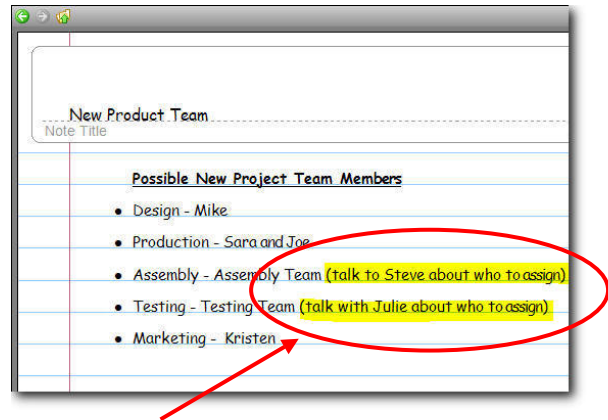 New Product Team
Note Title
Possible New Project Team Members
• Design - Mike
• Production - Sara and Joe
• Assembly - Assembly Team (talk to Steve about who to assign)
• Testing - Testing Team (talk with Julie about who to assign)
• Marketing - Kristen